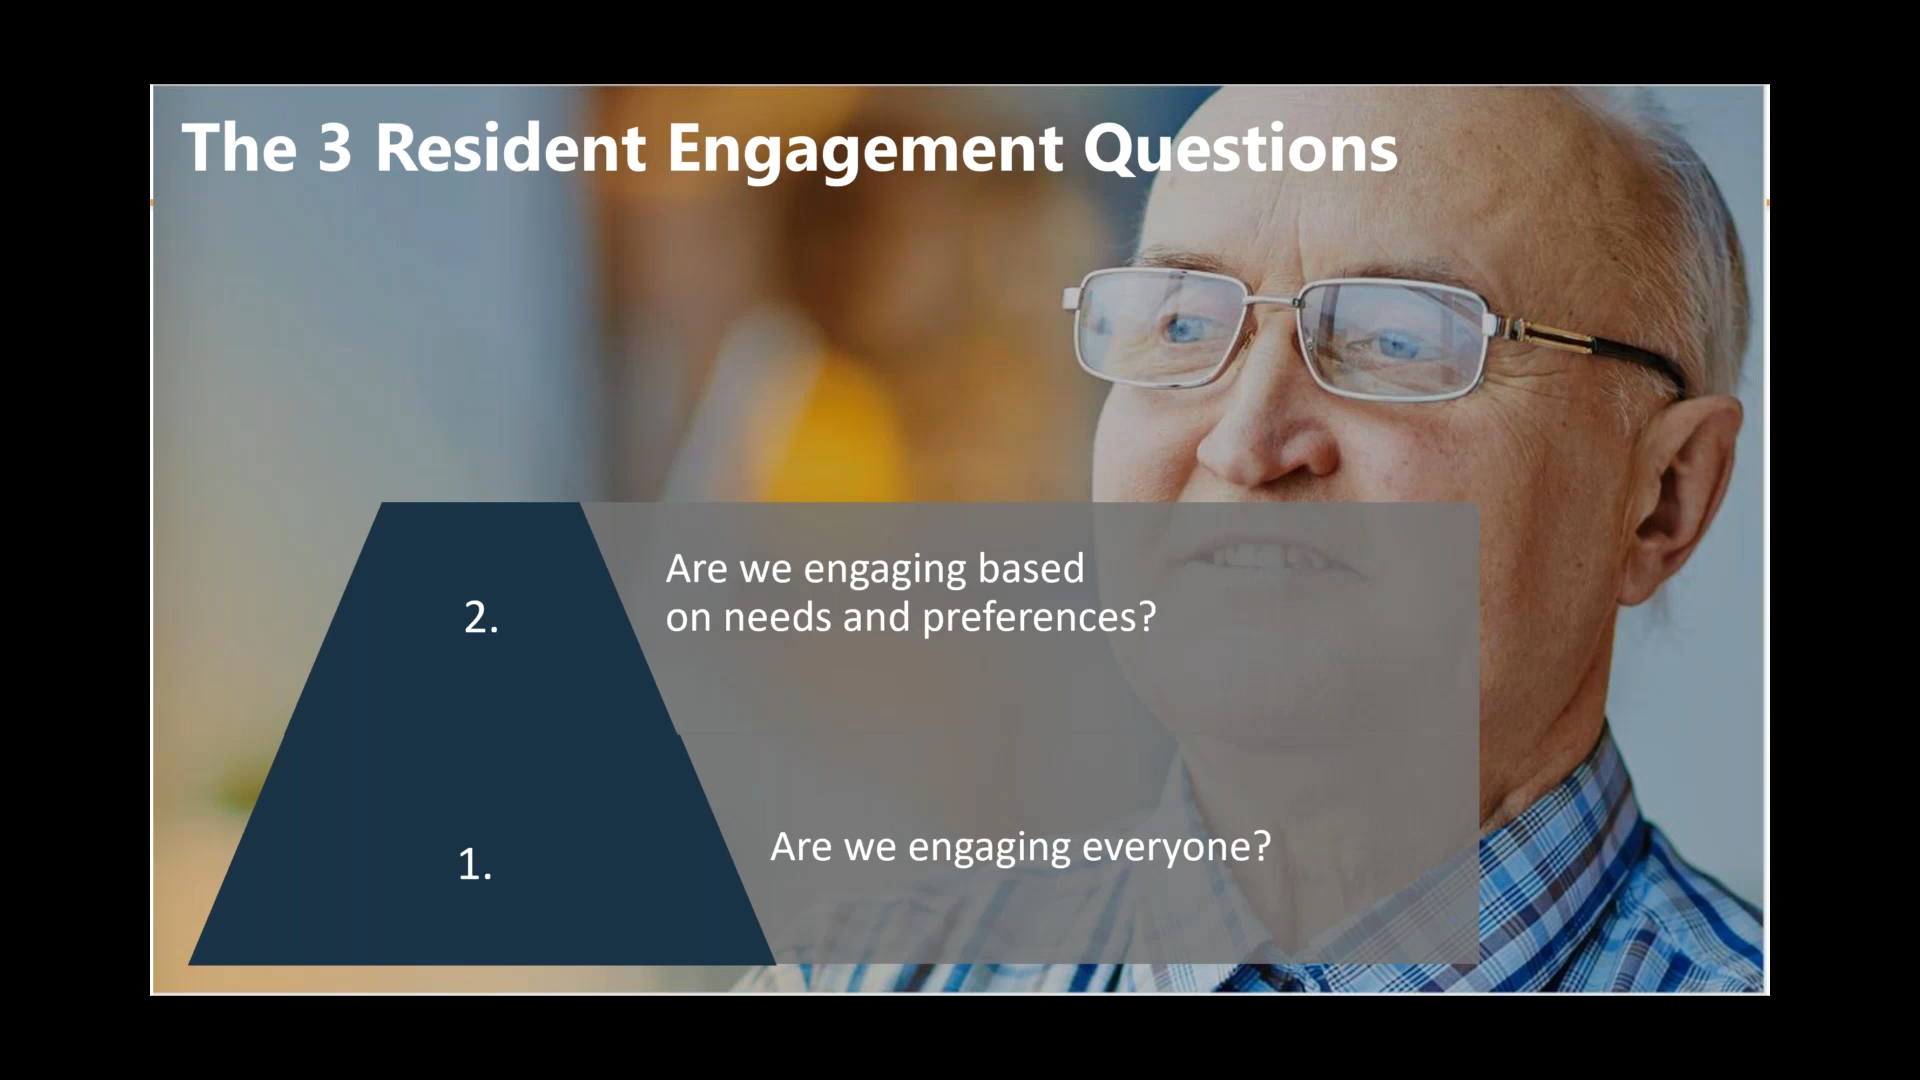 The 3 Resident Engagement Questions
2.
Are we engaging based
on needs and preferences?
1.
Are we engaging everyone?